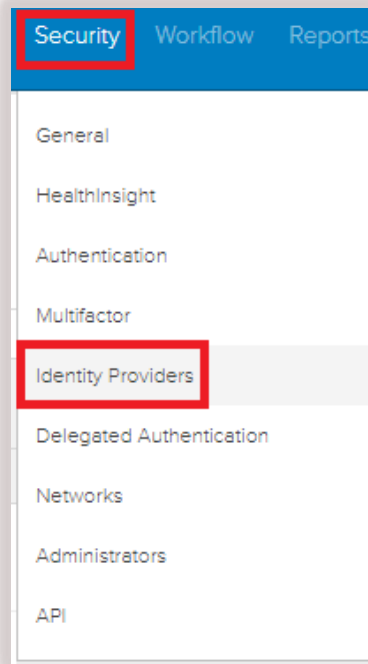 Security Workflow Reports
General
HealthInsight
Authentication
Multifactor
Identity Providers
Delegated Authentication
Networks
Administrators
API